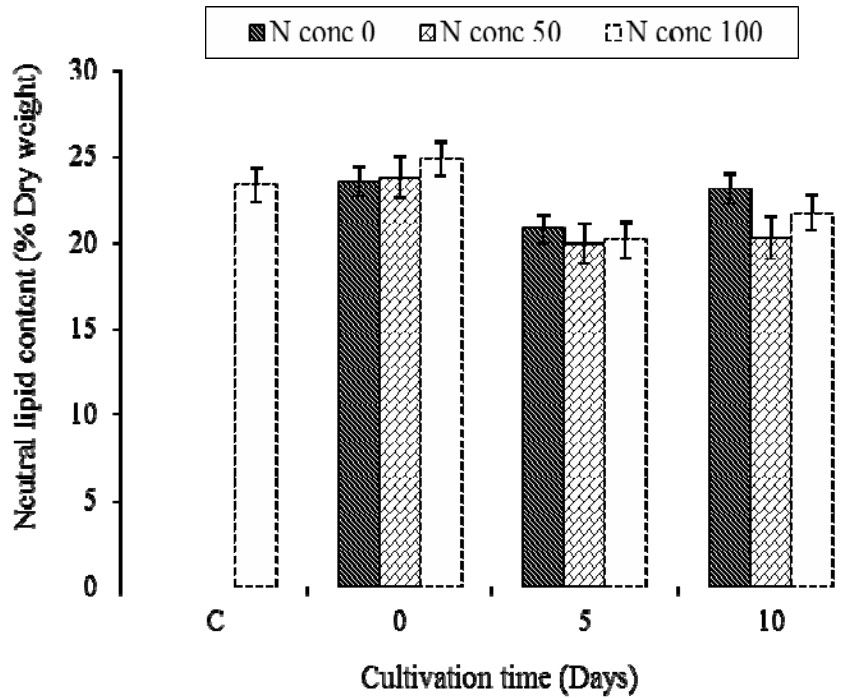 N conc 0 N conc 50 N conc 100
Neutral lipid content (% Dry weight)
30
25
20
15
10
5
0
C 0 5 10
Cultivation time (Days)